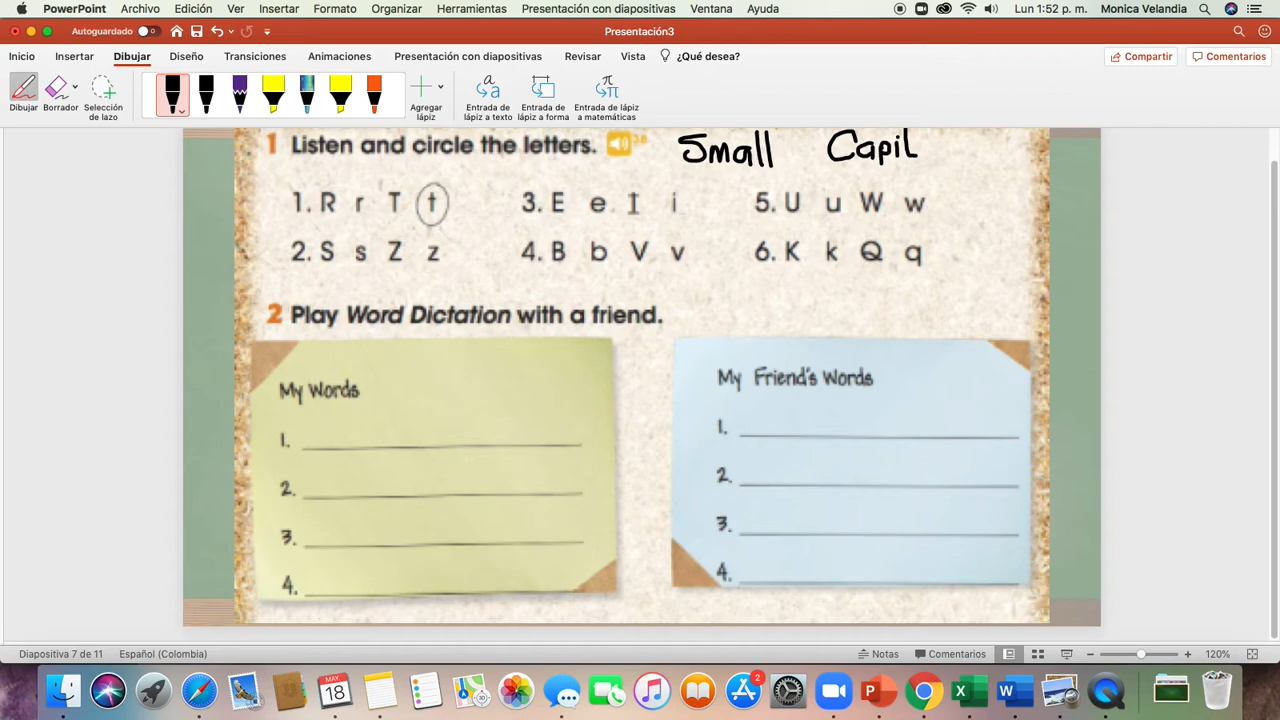 PowerPoint Archivo Edición Ver Insertar Formato Organizar Herramientas Presentación con diapositivas Ventana Ayuda Lun 1:52 p. m. Monica Velandia
Autoguardado Presentación3
Inicio Insertar Dibujar Diseño Transiciones Animaciones Presentación con diapositivas Revisar Vista ¿Qué desea? Compartir Comentarios
Dibujar Borrador Selección de lazo Agregar lápiz Entrada de lápiz a texto Entrada de lápiz a forma Entrada de lápiz a matemáticas
1 Listen and circle the letters. Small Capil
1. R r T t 3. E e I i 5. U u W w
2. S s Z z 4. B b V v 6. K k Q q
2 Play Word Dictation with a friend.
My Words
1.
2.
3.
4.
My Friend's Words
1.
2.
3.
4.
Diapositiva 7 de 11 Español (Colombia) Notas Comentarios 120%
MAY
18
2